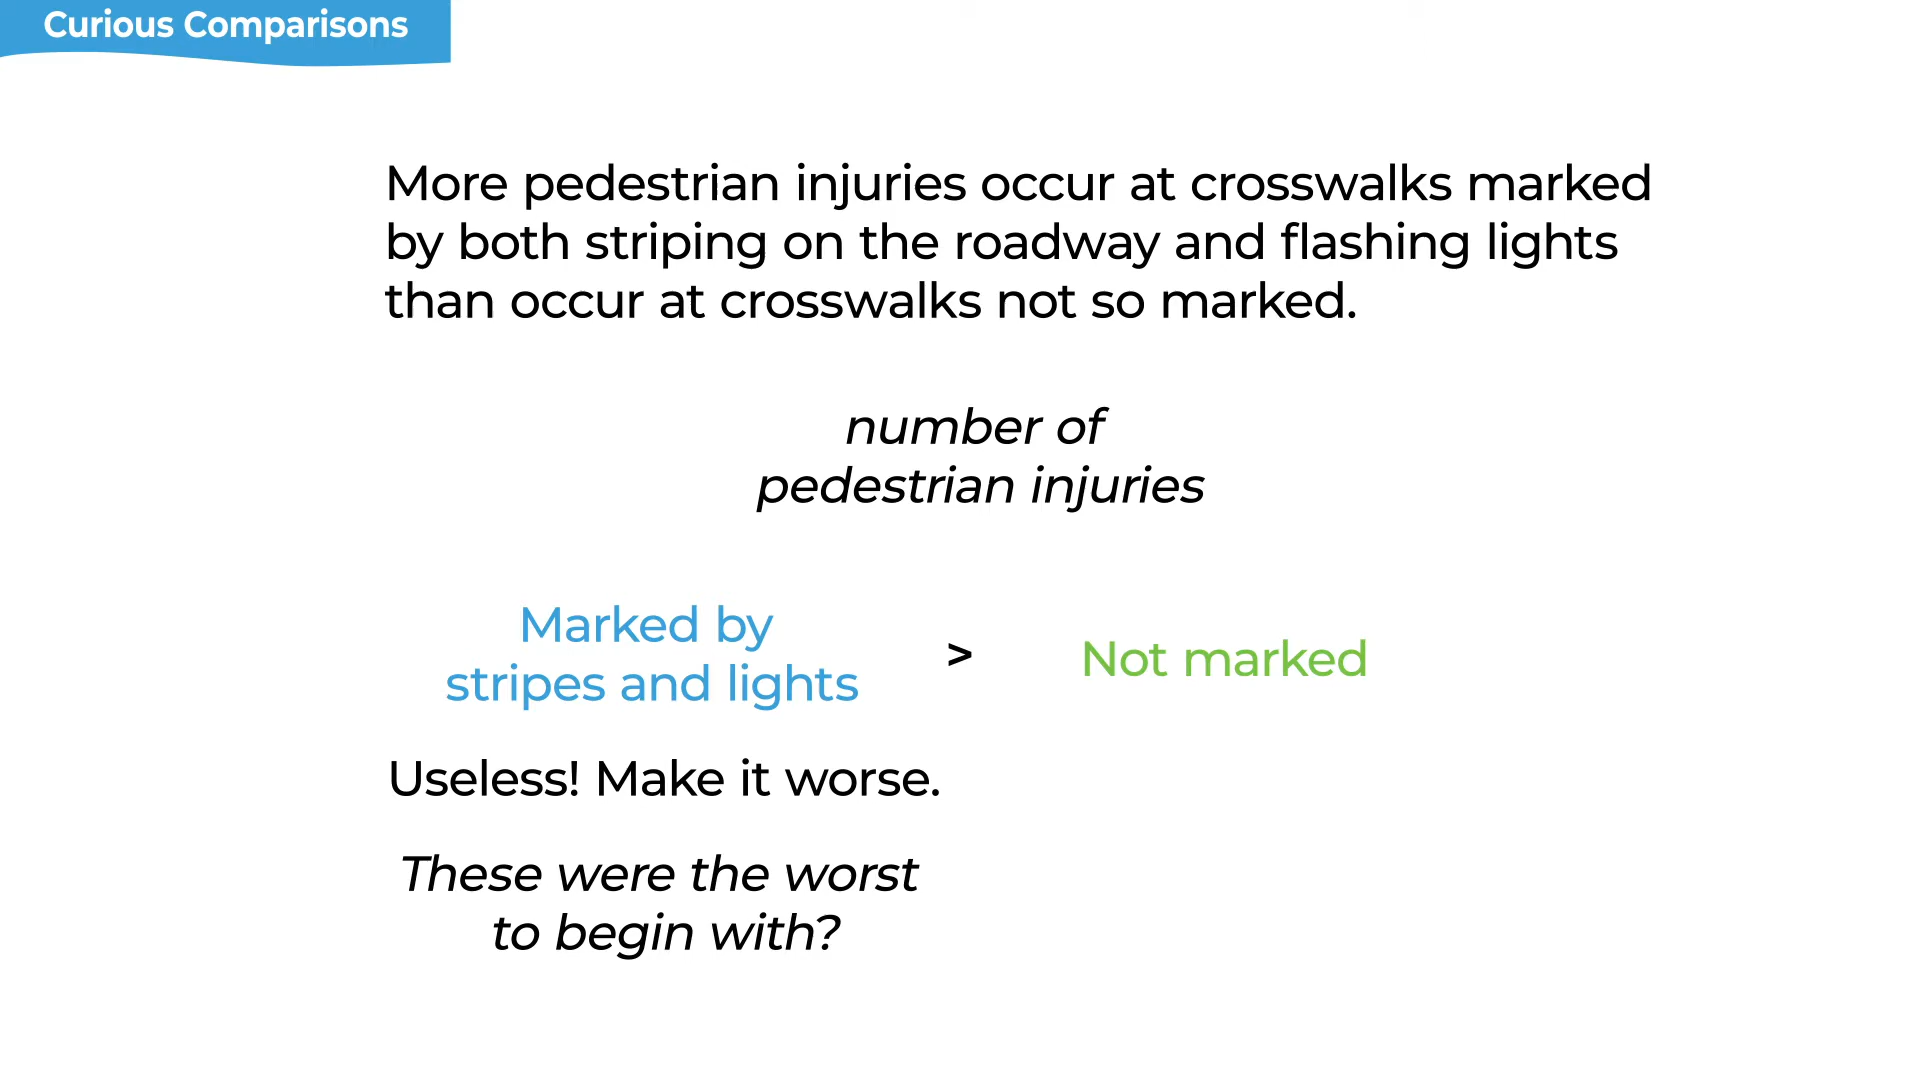 Curious Comparisons
More pedestrian injuries occur at crosswalks marked
by both striping on the roadway and flashing lights
than occur at crosswalks not so marked.
number of
pedestrian injuries
Marked by
stripes and lights
>
Not marked
Useless! Make it worse.
These were the worst
to begin with?